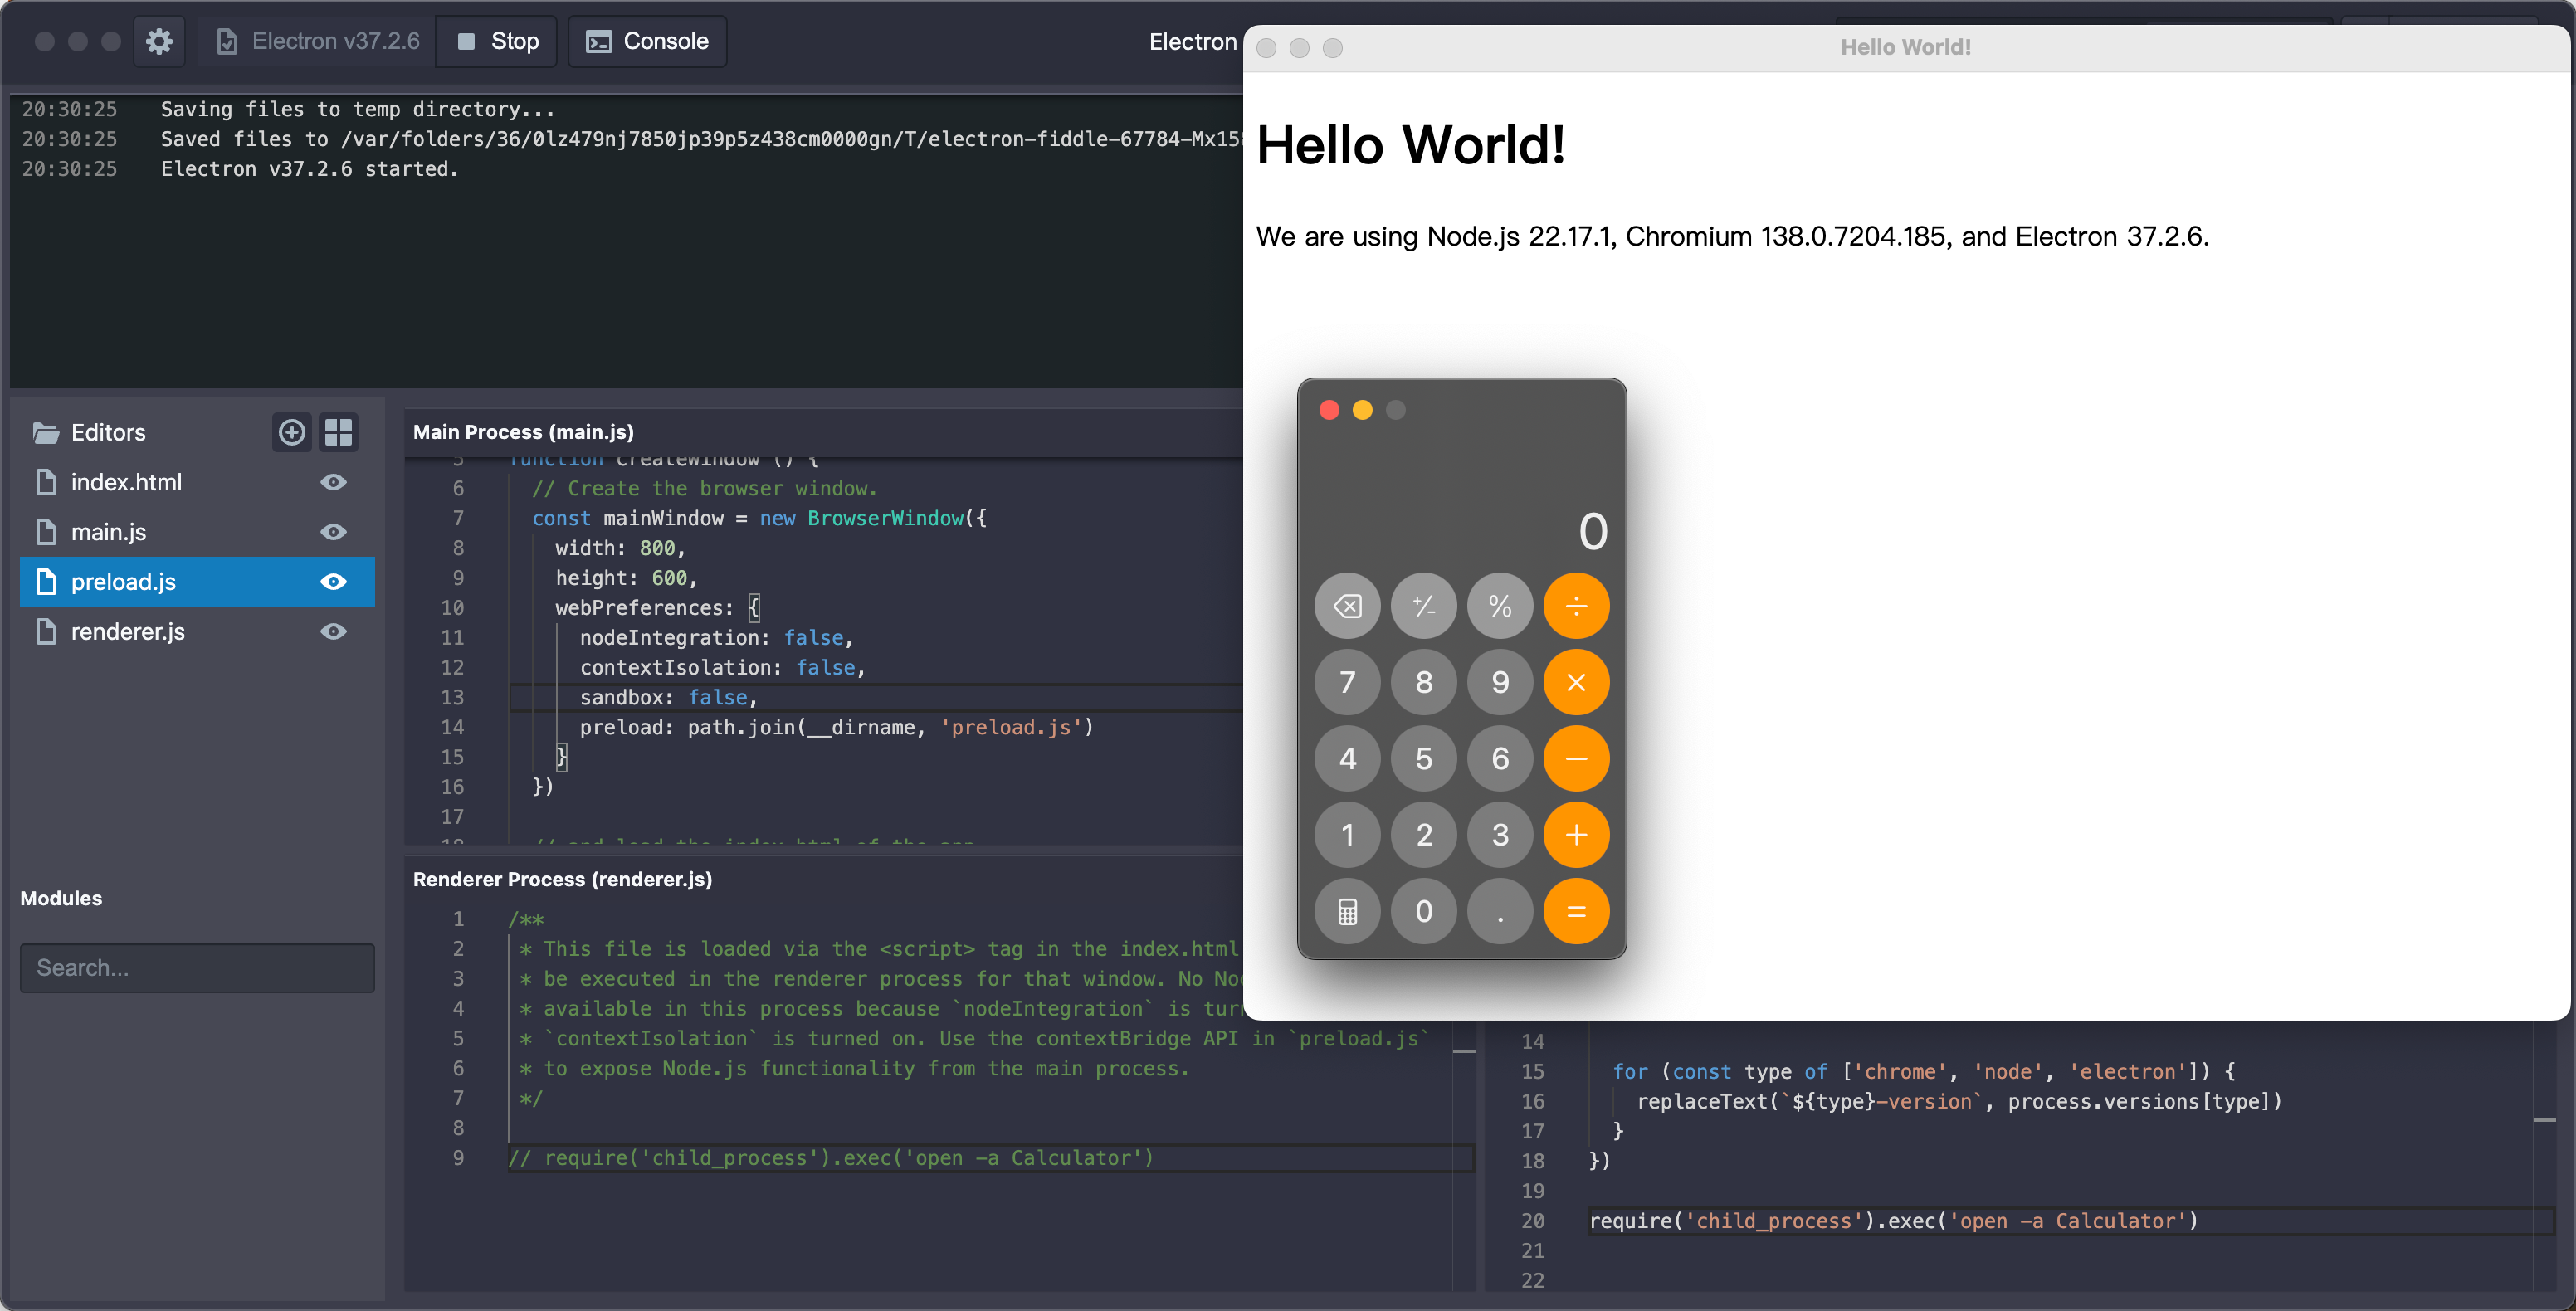 Electron v37.2.6
Stop
Console
Electron
20:30:25 Saving files to temp directory...
20:30:25 Saved files to /var/folders/36/0lz479nj7850jp39p5z438cm0000gn/T/electron-fiddle-67784-Mx15
20:30:25 Electron v37.2.6 started.
Editors
index.html
main.js
preload.js
renderer.js
Modules
Search...
Main Process (main.js)
5 function createWindow () {
6 // Create the browser window.
7 const mainWindow = new BrowserWindow({
8 width: 800,
9 height: 600,
10 webPreferences: {
11 nodeIntegration: false,
12 contextIsolation: false,
13 sandbox: false,
14 preload: path.join(__dirname, 'preload.js')
15 }
16 })
17
18 // and load the index.html of the app.
Renderer Process (renderer.js)
1 /**
2 * This file is loaded via the <script> tag in the index.html
3 * be executed in the renderer process for that window. No No
4 * available in this process because `nodeIntegration` is tur
5 * `contextIsolation` is turned on. Use the contextBridge API in `preload.js`
6 * to expose Node.js functionality from the main process.
7 */
8
9 // require('child_process').exec('open -a Calculator')
14
15 for (const type of ['chrome', 'node', 'electron']) {
16 replaceText(`${type}-version`, process.versions[type])
17 }
18 })
19
20 require('child_process').exec('open -a Calculator')
21
22
Hello World!
Hello World!
We are using Node.js 22.17.1, Chromium 138.0.7204.185, and Electron 37.2.6.
0
+/- % ÷
7 8 9 ×
4 5 6 −
1 2 3 +
0 . =